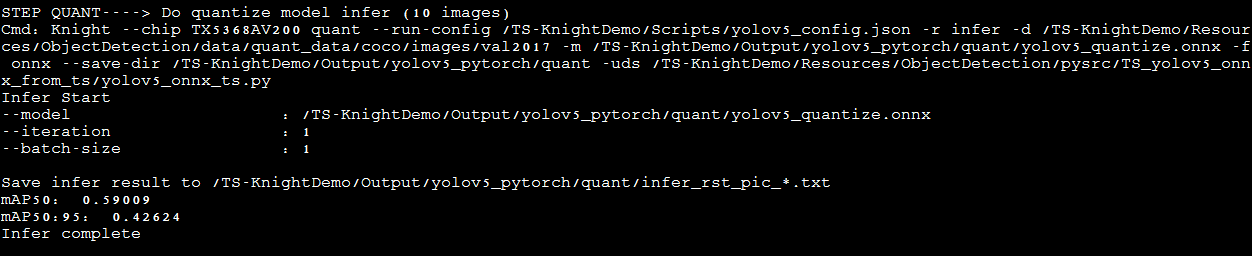 STEP QUANT----> Do quantize model infer (10 images)
Cmd: Knight --chip TX5368AV200 quant --run-config /TS-KnightDemo/Scripts/yolov5_config.json -r infer -d /TS-KnightDemo/Resour
ces/ObjectDetection/data/quant_data/coco/images/val2017 -m /TS-KnightDemo/Output/yolov5_pytorch/quant/yolov5_quantize.onnx -f
 onnx --save-dir /TS-KnightDemo/Output/yolov5_pytorch/quant -uds /TS-KnightDemo/Resources/ObjectDetection/pysrc/TS_yolov5_onn
x_from_ts/yolov5_onnx_ts.py
Infer Start
--model : /TS-KnightDemo/Output/yolov5_pytorch/quant/yolov5_quantize.onnx
--iteration : 1
--batch-size : 1
Save infer result to /TS-KnightDemo/Output/yolov5_pytorch/quant/infer_rst_pic_*.txt
mAP50: 0.59009
mAP50:95: 0.42624
Infer complete